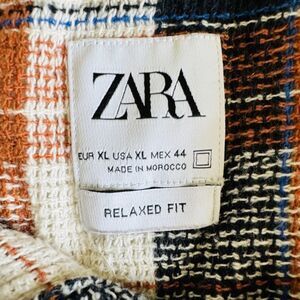 ZARA
EUR XL USA XL MEX 44
MADE IN MOROCCO
RELAXED FIT